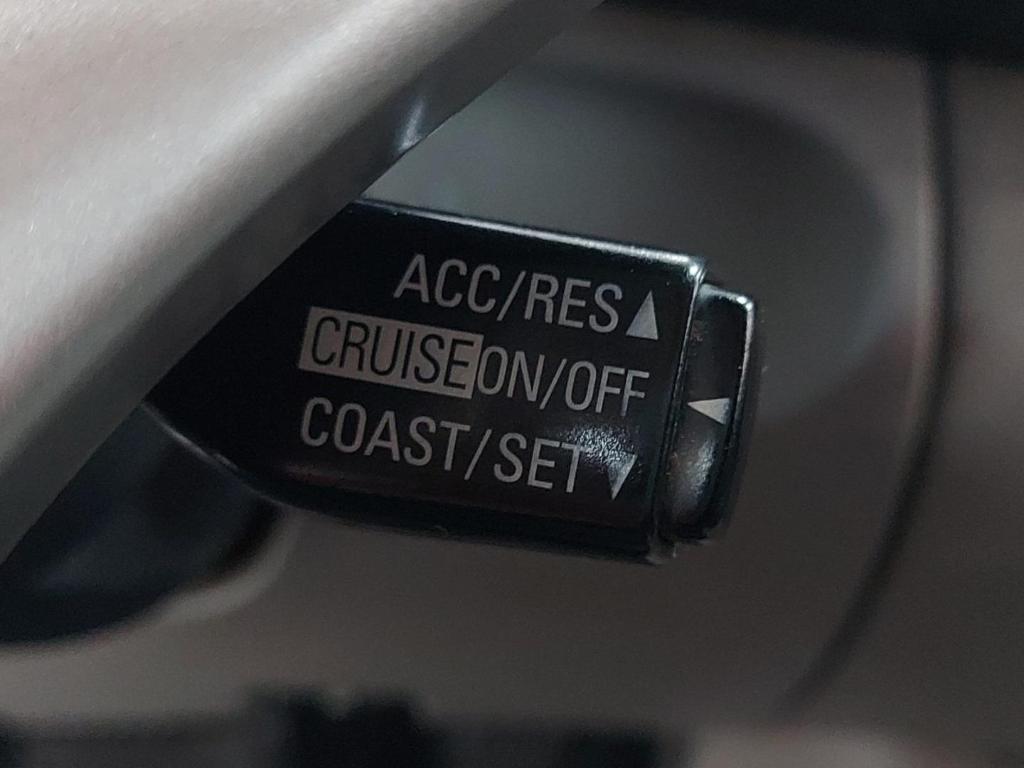 ACC/RES▲
CRUISE ON/OFF ◀
COAST/SET▼